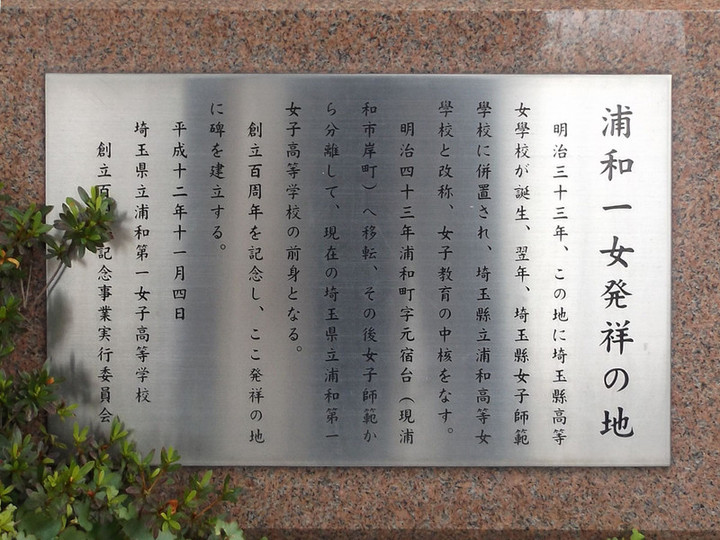 浦和一女発祥の地
明治三十三年、この地に埼玉縣高等
女學校が誕生、翌年、埼玉縣女子師範
學校に併置され、埼玉縣立浦和高等女
學校と改称、女子教育の中核をなす。
明治四十三年浦和町字元宿台（現浦
和市岸町）へ移転、その後女子師範か
ら分離して、現在の埼玉県立浦和第一
女子高等学校の前身となる。
創立百周年を記念し、ここ発祥の地
に碑を建立する。
平成十二年十一月四日
埼玉県立浦和第一女子高等学校
創立百 記念事業実行委員会